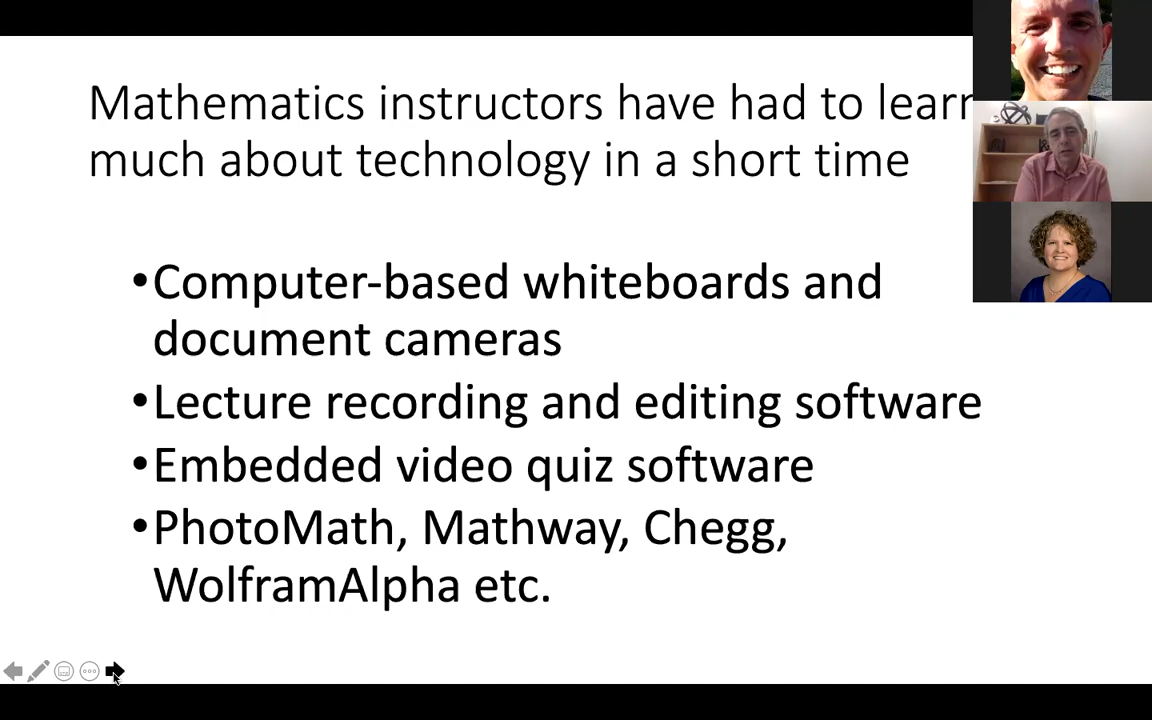 Mathematics instructors have had to learn
much about technology in a short time
•Computer-based whiteboards and
document cameras
•Lecture recording and editing software
•Embedded video quiz software
•PhotoMath, Mathway, Chegg,
WolframAlpha etc.